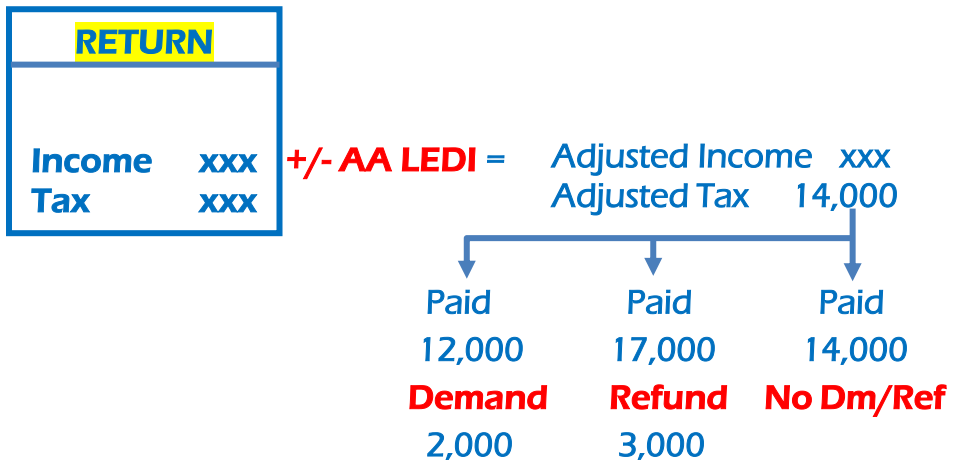 RETURN
Income xxx +/- AA LEDI = Adjusted Income xxx
Tax xxx Adjusted Tax 14,000
Paid Paid Paid
12,000 17,000 14,000
Demand Refund No Dm/Ref
2,000 3,000